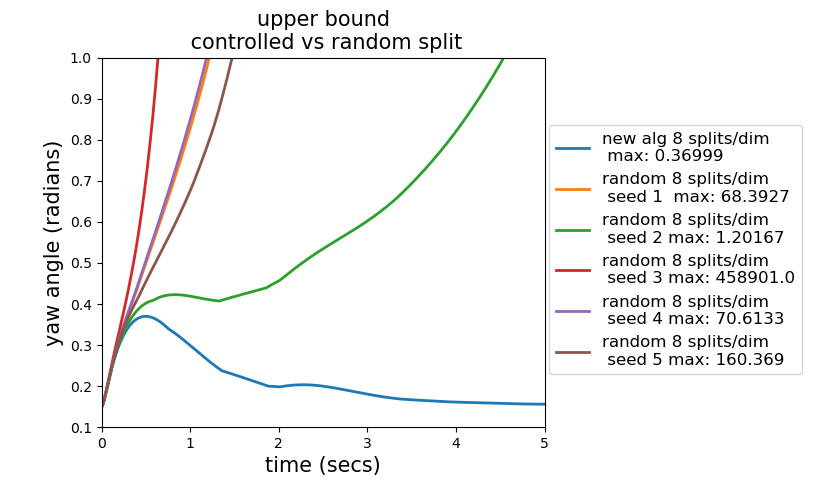 upper bound
controlled vs random split
1.0
0.9
0.8
0.7
0.6
0.5
0.4
0.3
0.2
0.1
yaw angle (radians)
0 1 2 3 4 5
time (secs)
new alg 8 splits/dim
max: 0.36999
random 8 splits/dim
seed 1 max: 68.3927
random 8 splits/dim
seed 2 max: 1.20167
random 8 splits/dim
seed 3 max: 458901.0
random 8 splits/dim
seed 4 max: 70.6133
random 8 splits/dim
seed 5 max: 160.369